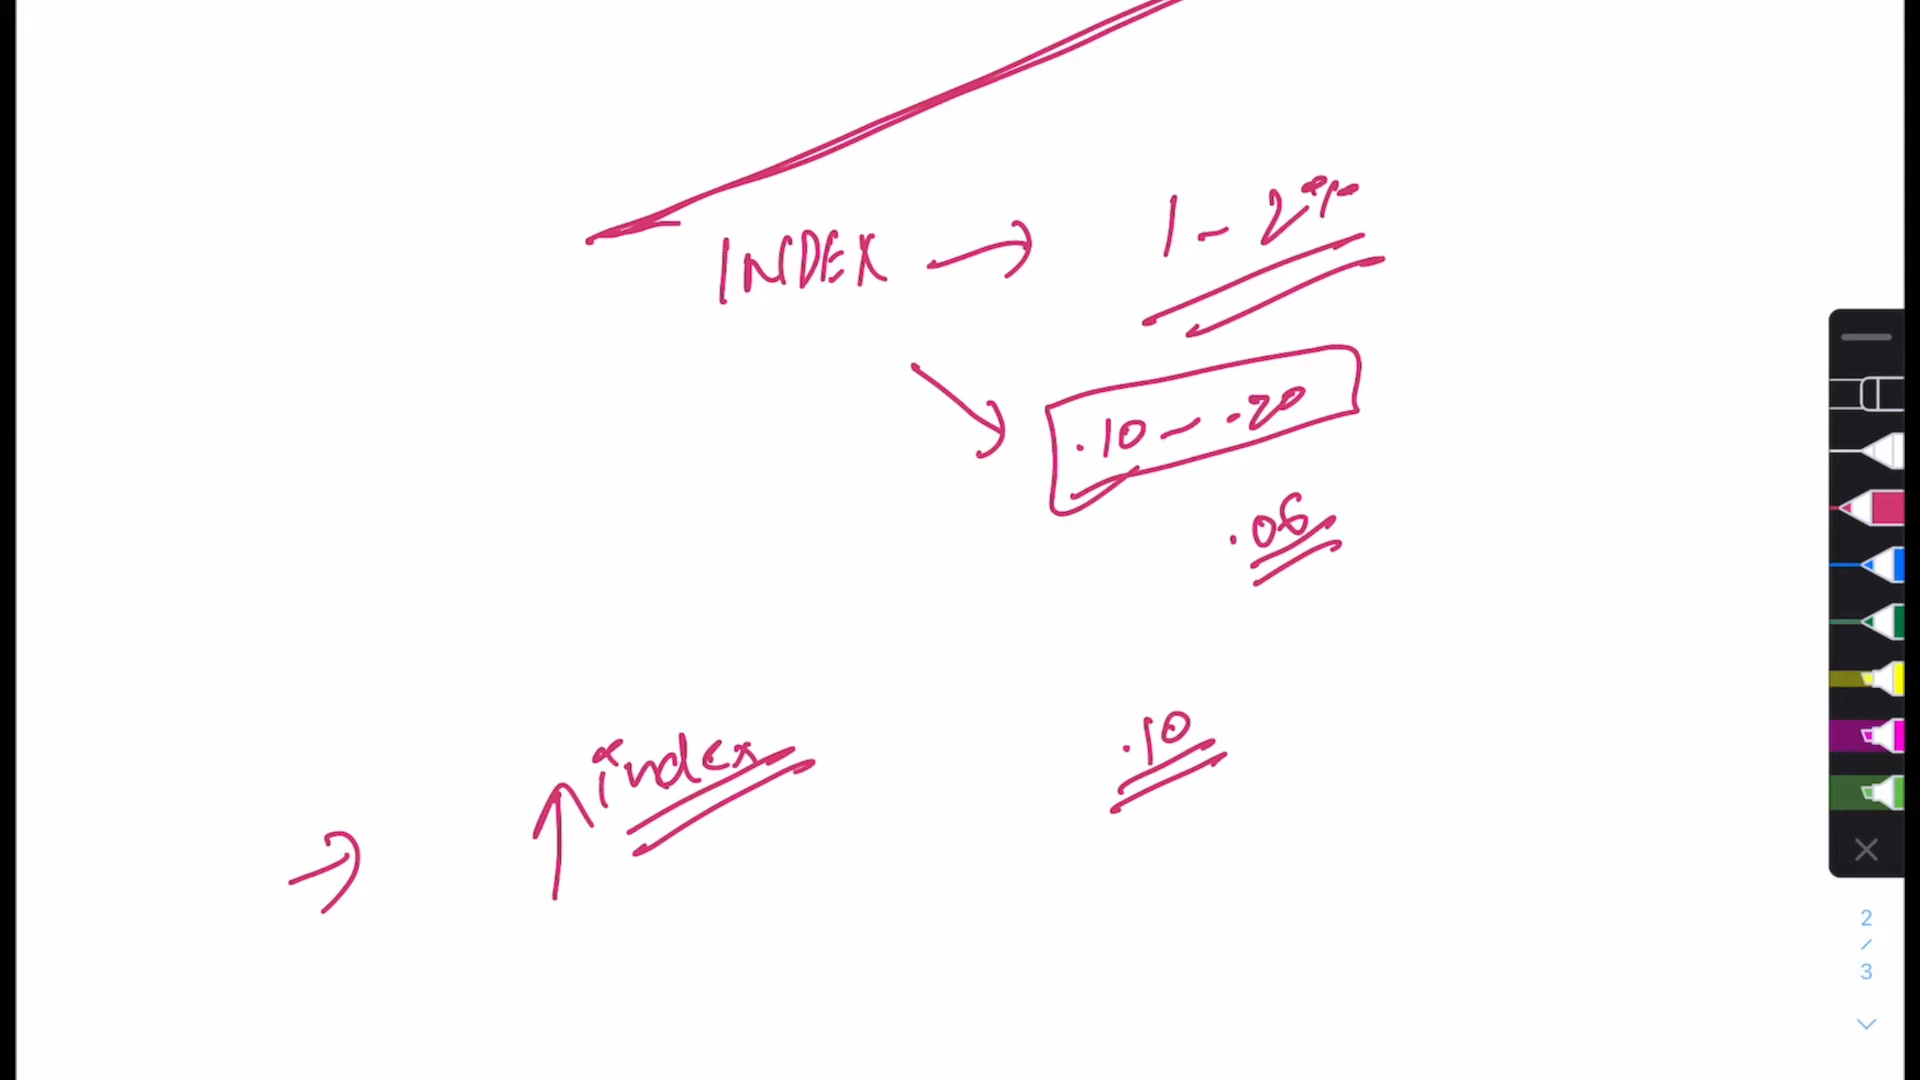 INDEX → 1 - 2%
.10 - .20
.06
↑ index
.10
2
/
3